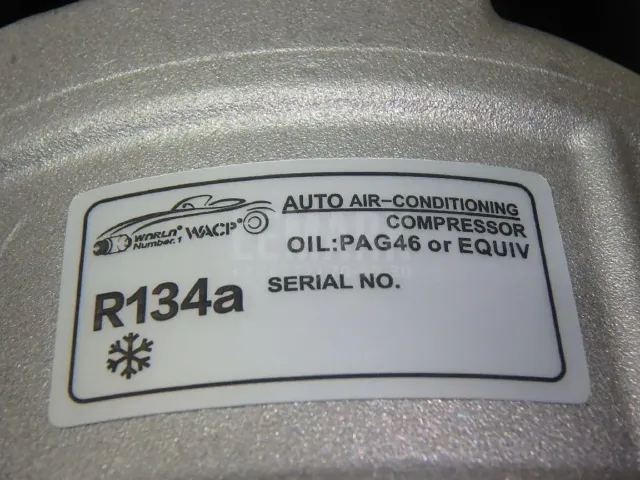 WORLD® WACP®
Number.1
AUTO AIR-CONDITIONING
COMPRESSOR
OIL:PAG46 or EQUIV
R134a
SERIAL NO.